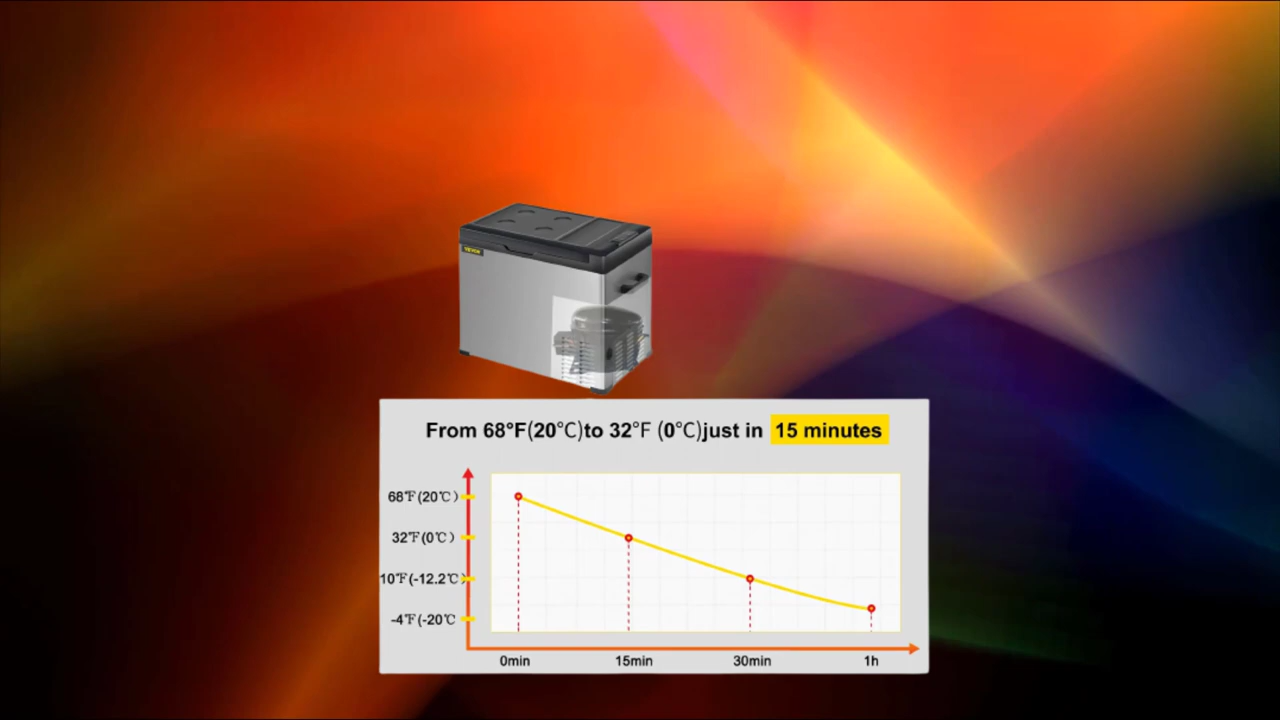 VEVOR
From 68°F(20℃)to 32℉ (0℃)just in 15 minutes
68℉(20℃)
32℉(0℃)
10℉(-12.2℃
-4℉(-20℃
0min 15min 30min 1h